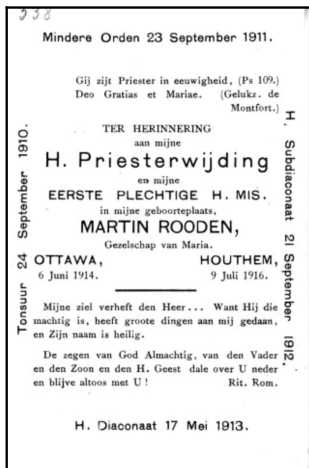 338
Mindere Orden 23 September 1911.
Gij zijt Priester in eeuwigheid, (Ps 109.)
Deo Gratias et Mariae. (Gelukz. de
Montfort.)
TER HERINNERING
aan mijne
H. Priesterwijding
en mijne
EERSTE PLECHTIGE H. MIS.
in mijne geboorteplaats,
MARTIN ROODEN,
Gezelschap van Maria.
OTTAWA, HOUTHEM,
6 Juni 1914. 9 Juli 1916.
Mijne ziel verheft den Heer... Want Hij die
machtig is, heeft groote dingen aan mij gedaan,
en Zijn naam is heilig.
De zegen van God Almachtig, van den Vader
en den Zoon en den H. Geest dale over U neder
en blijve altoos met U! Rit. Rom.
Tonsuur 24 September 1910.
H. Subdiaconaat 21 September 1912
H. Diaconaat 17 Mei 1913.